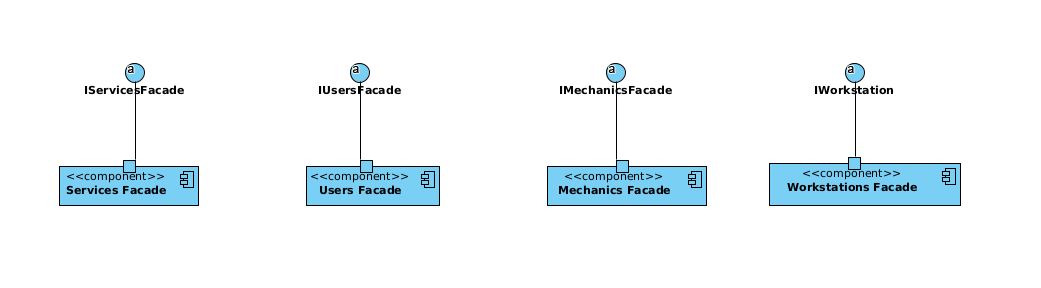 a
a
a
a
IServicesFacade
IUsersFacade
IMechanicsFacade
IWorkstation
<<component>>
Services Facade
<<component>>
Users Facade
<<component>>
Mechanics Facade
<<component>>
Workstations Facade